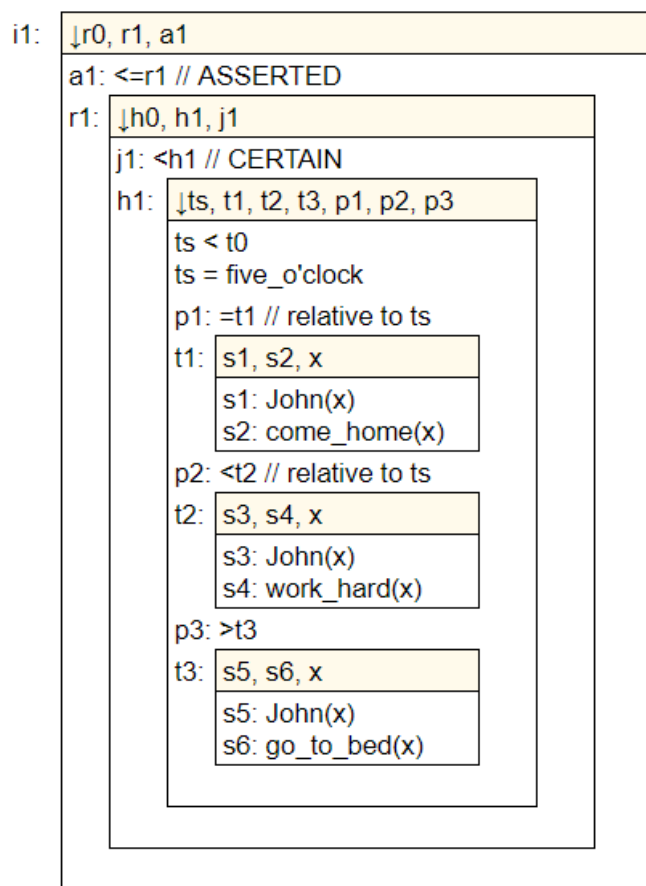 i1: ↓r0, r1, a1
a1: <=r1 // ASSERTED
r1: ↓h0, h1, j1
j1: <h1 // CERTAIN
h1: ↓ts, t1, t2, t3, p1, p2, p3
ts < t0
ts = five_o'clock
p1: =t1 // relative to ts
t1: s1, s2, x
s1: John(x)
s2: come_home(x)
p2: <t2 // relative to ts
t2: s3, s4, x
s3: John(x)
s4: work_hard(x)
p3: >t3
t3: s5, s6, x
s5: John(x)
s6: go_to_bed(x)